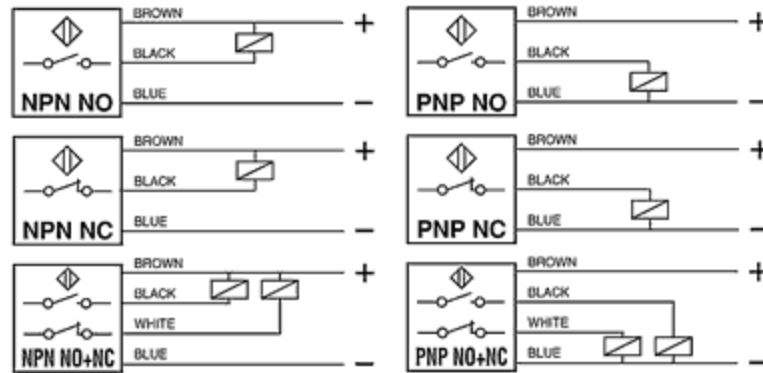 BROWN
+
BLACK
BLUE
−
NPN NO
BROWN
+
BLACK
BLUE
−
PNP NO
BROWN
+
BLACK
BLUE
−
NPN NC
BROWN
+
BLACK
BLUE
−
PNP NC
BROWN
+
BLACK
WHITE
BLUE
−
NPN NO+NC
BROWN
+
BLACK
WHITE
BLUE
−
PNP NO+NC